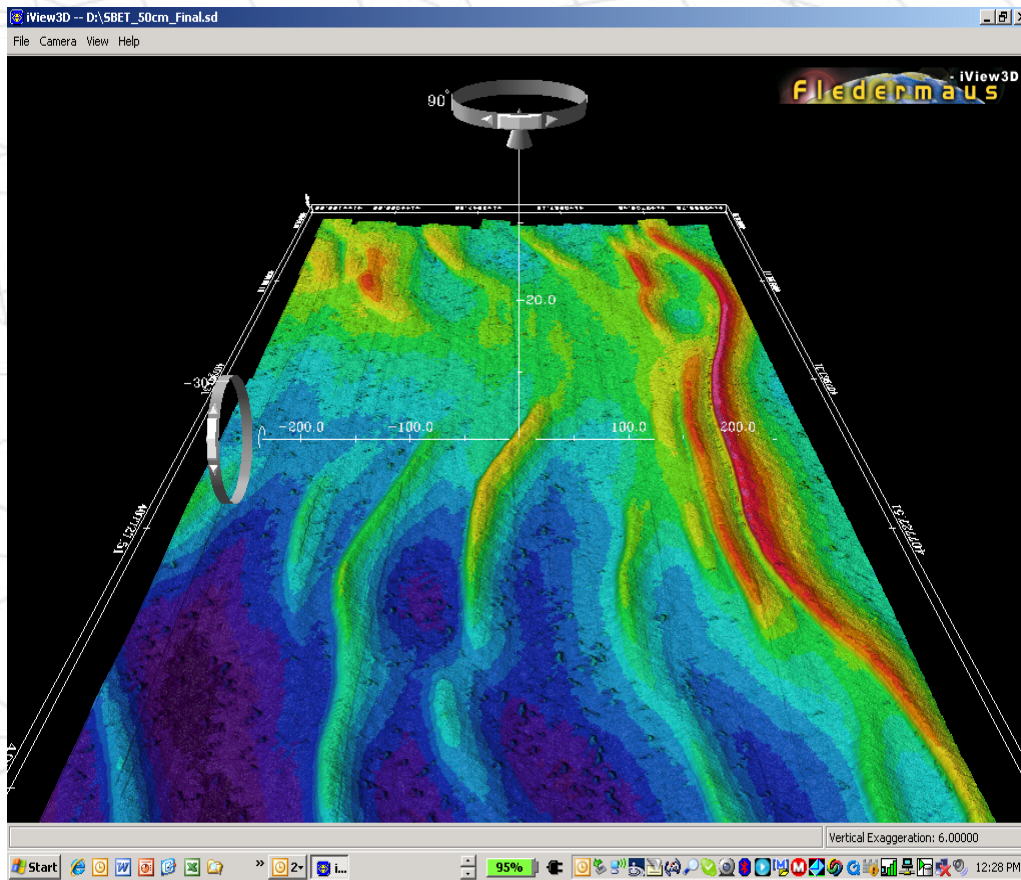 iView3D -- D:\SBET_50cm_Final.sd
File Camera View Help
- iView3D
Fledermaus
90°
20.0
-30°
-200.0 -100.0 100.0 200.0
Vertical Exaggeration: 6.00000
Start
»
2
i...
95%
12:28 PM